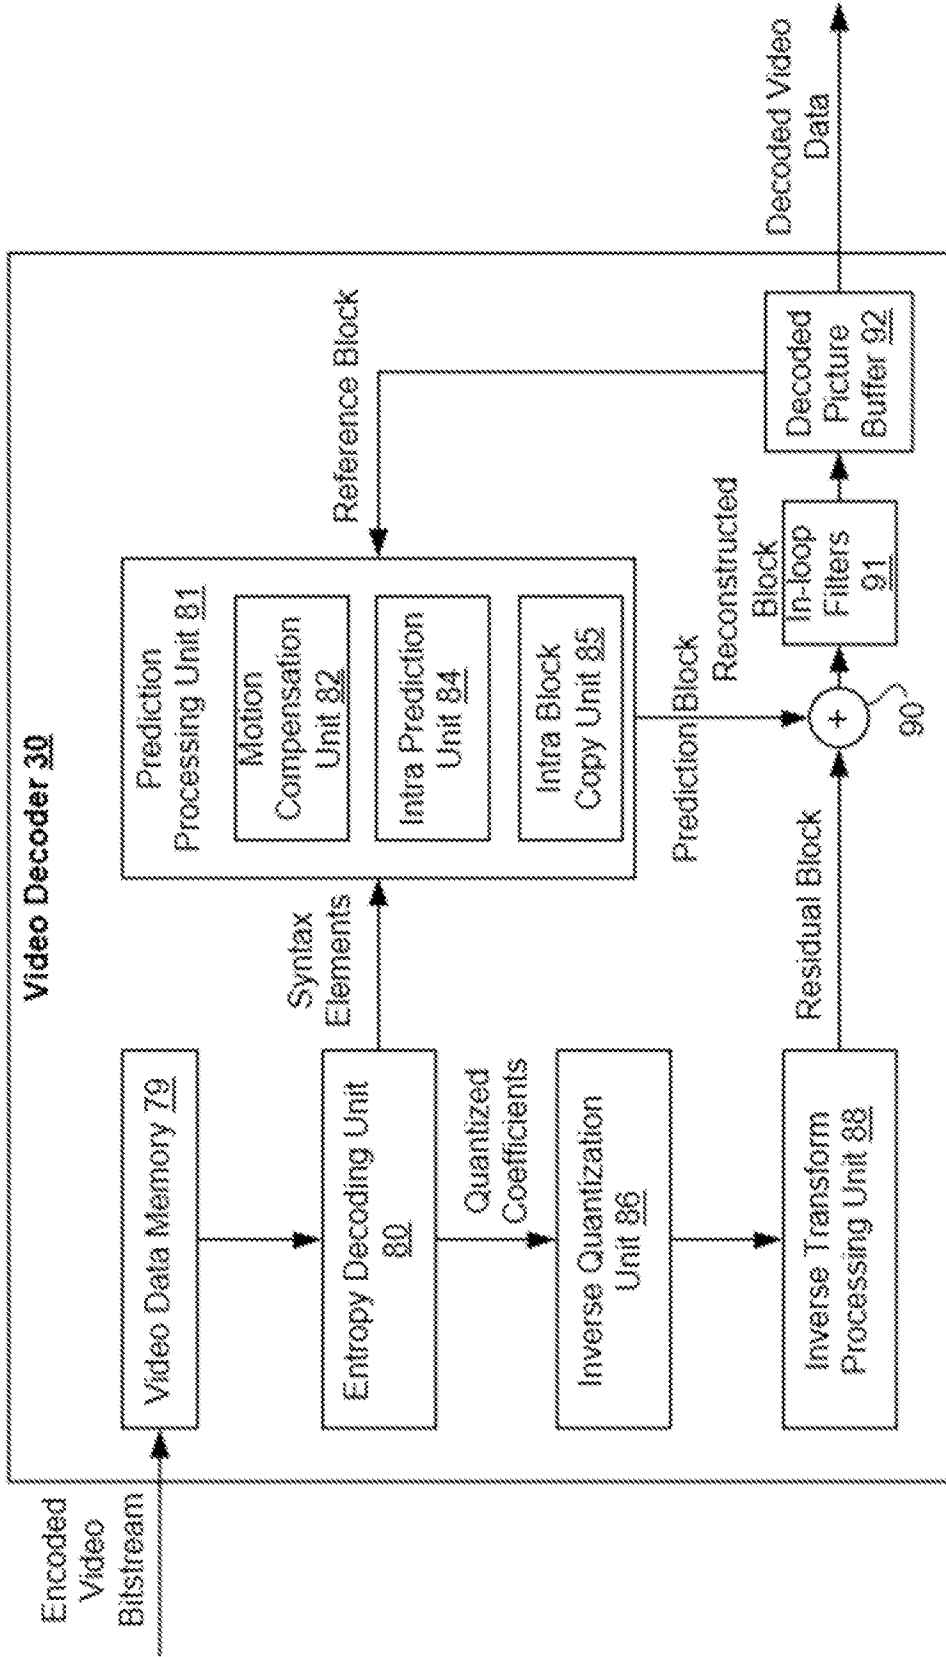 Video Decoder 30
Encoded
Video
Bitstream
Video Data Memory 79
Entropy Decoding Unit
80
Syntax
Elements
Quantized
Coefficients
Inverse Quantization
Unit 86
Inverse Transform
Processing Unit 88
Residual Block
Prediction
Processing Unit 81
Motion
Compensation
Unit 82
Intra Prediction
Unit 84
Intra Block
Copy Unit 85
Prediction Block
+
90
Reconstructed
Block
In-loop
Filters
91
Reference Block
Decoded
Picture
Buffer 92
Decoded Video
Data